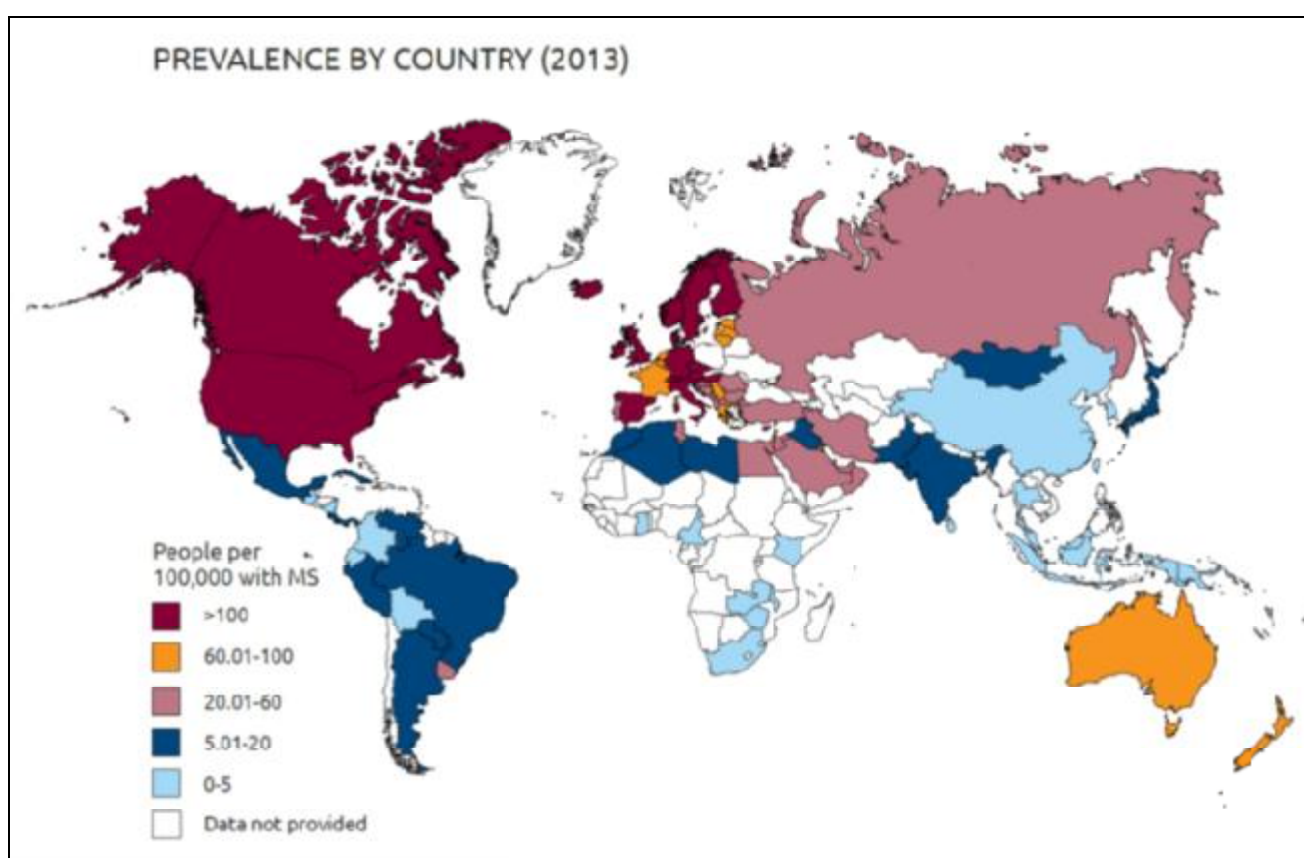 PREVALENCE BY COUNTRY (2013)
People per
100,000 with MS
>100
60.01-100
20.01-60
5.01-20
0-5
Data not provided